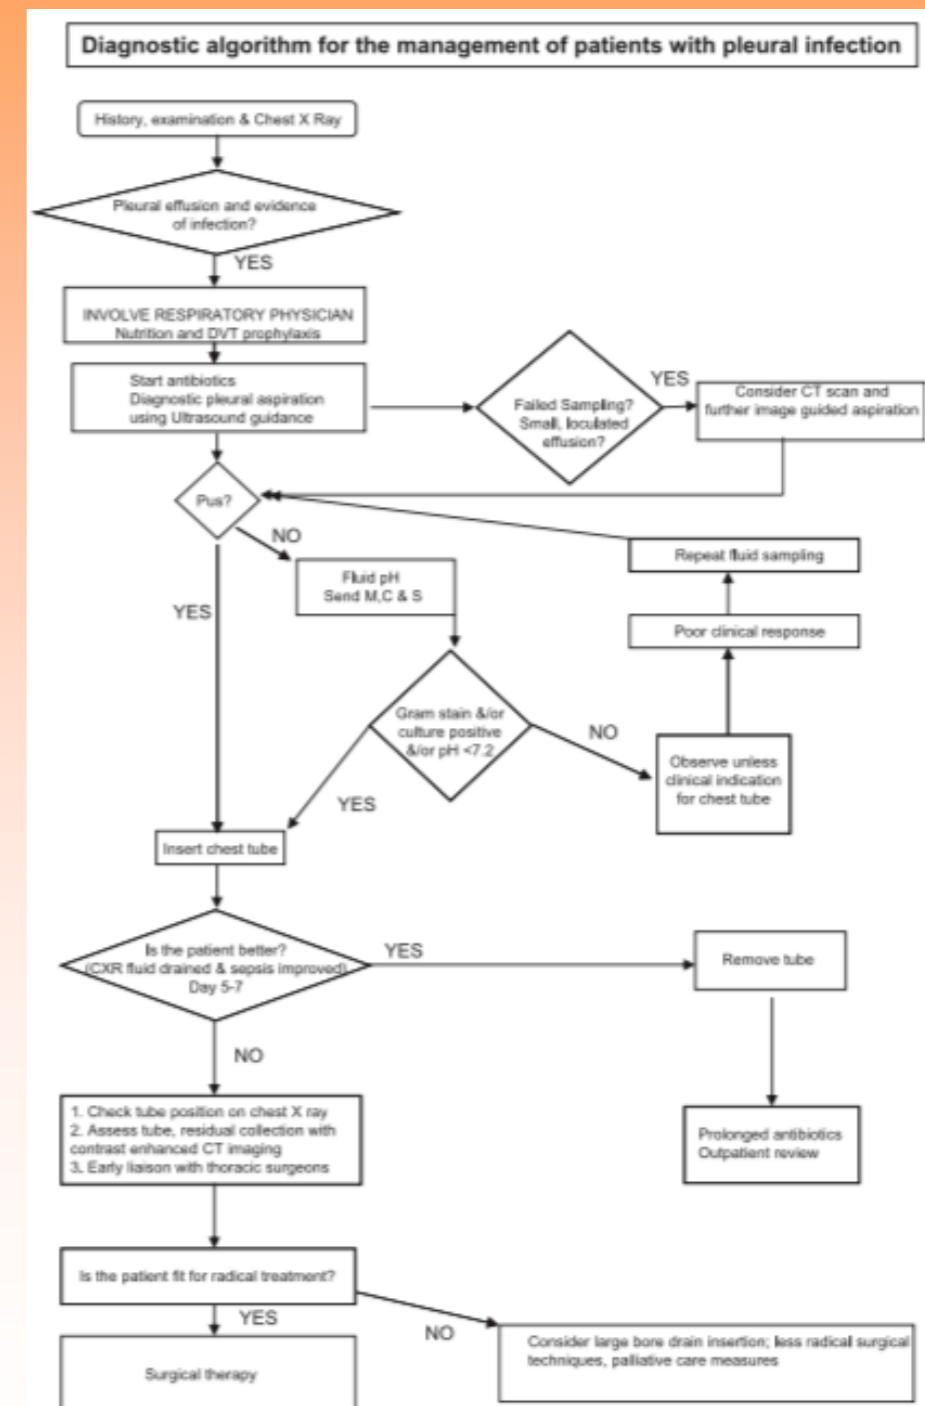 Diagnostic algorithm for the management of patients with pleural infection
History, examination & Chest X Ray
Pleural effusion and evidence
of infection?
YES
INVOLVE RESPIRATORY PHYSICIAN
Nutrition and DVT prophylaxis
Start antibiotics
Diagnostic pleural aspiration
using Ultrasound guidance
Failed Sampling?
Small, loculated
effusion?
YES
Consider CT scan and
further image guided aspiration
Pus?
NO
Fluid pH
Send M,C & S
YES
Repeat fluid sampling
Poor clinical response
Gram stain &/or
culture positive
&/or pH <7.2
NO
Observe unless
clinical indication
for chest tube
YES
Insert chest tube
Is the patient better?
(CXR fluid drained & sepsis improved)
Day 5-7
YES
Remove tube
Prolonged antibiotics
Outpatient review
NO
1. Check tube position on chest X ray
2. Assess tube, residual collection with
contrast enhanced CT imaging
3. Early liaison with thoracic surgeons
Is the patient fit for radical treatment?
YES
Surgical therapy
NO
Consider large bore drain insertion; less radical surgical
techniques, palliative care measures